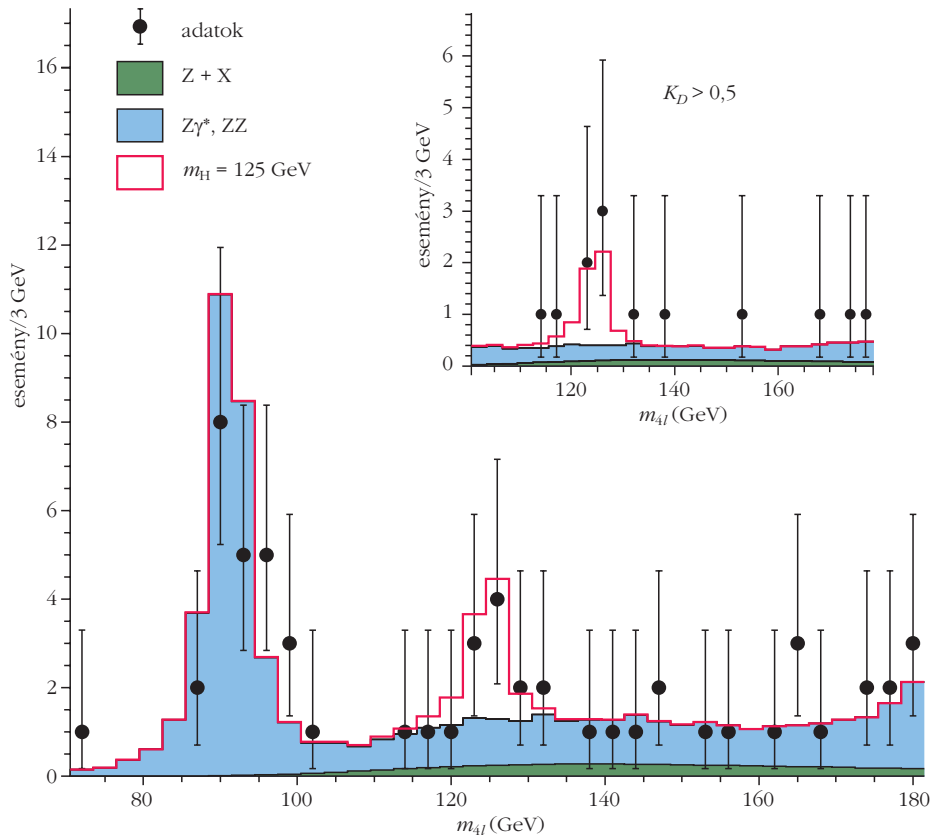 adatok
Z + X
Zγ*, ZZ
m_H = 125 GeV
esemény/3 GeV
16
14
12
10
8
6
4
2
0
80
100
120
140
160
180
m_4l (GeV)
K_D > 0,5
esemény/3 GeV
6
5
4
3
2
1
0
120
140
160
m_4l (GeV)